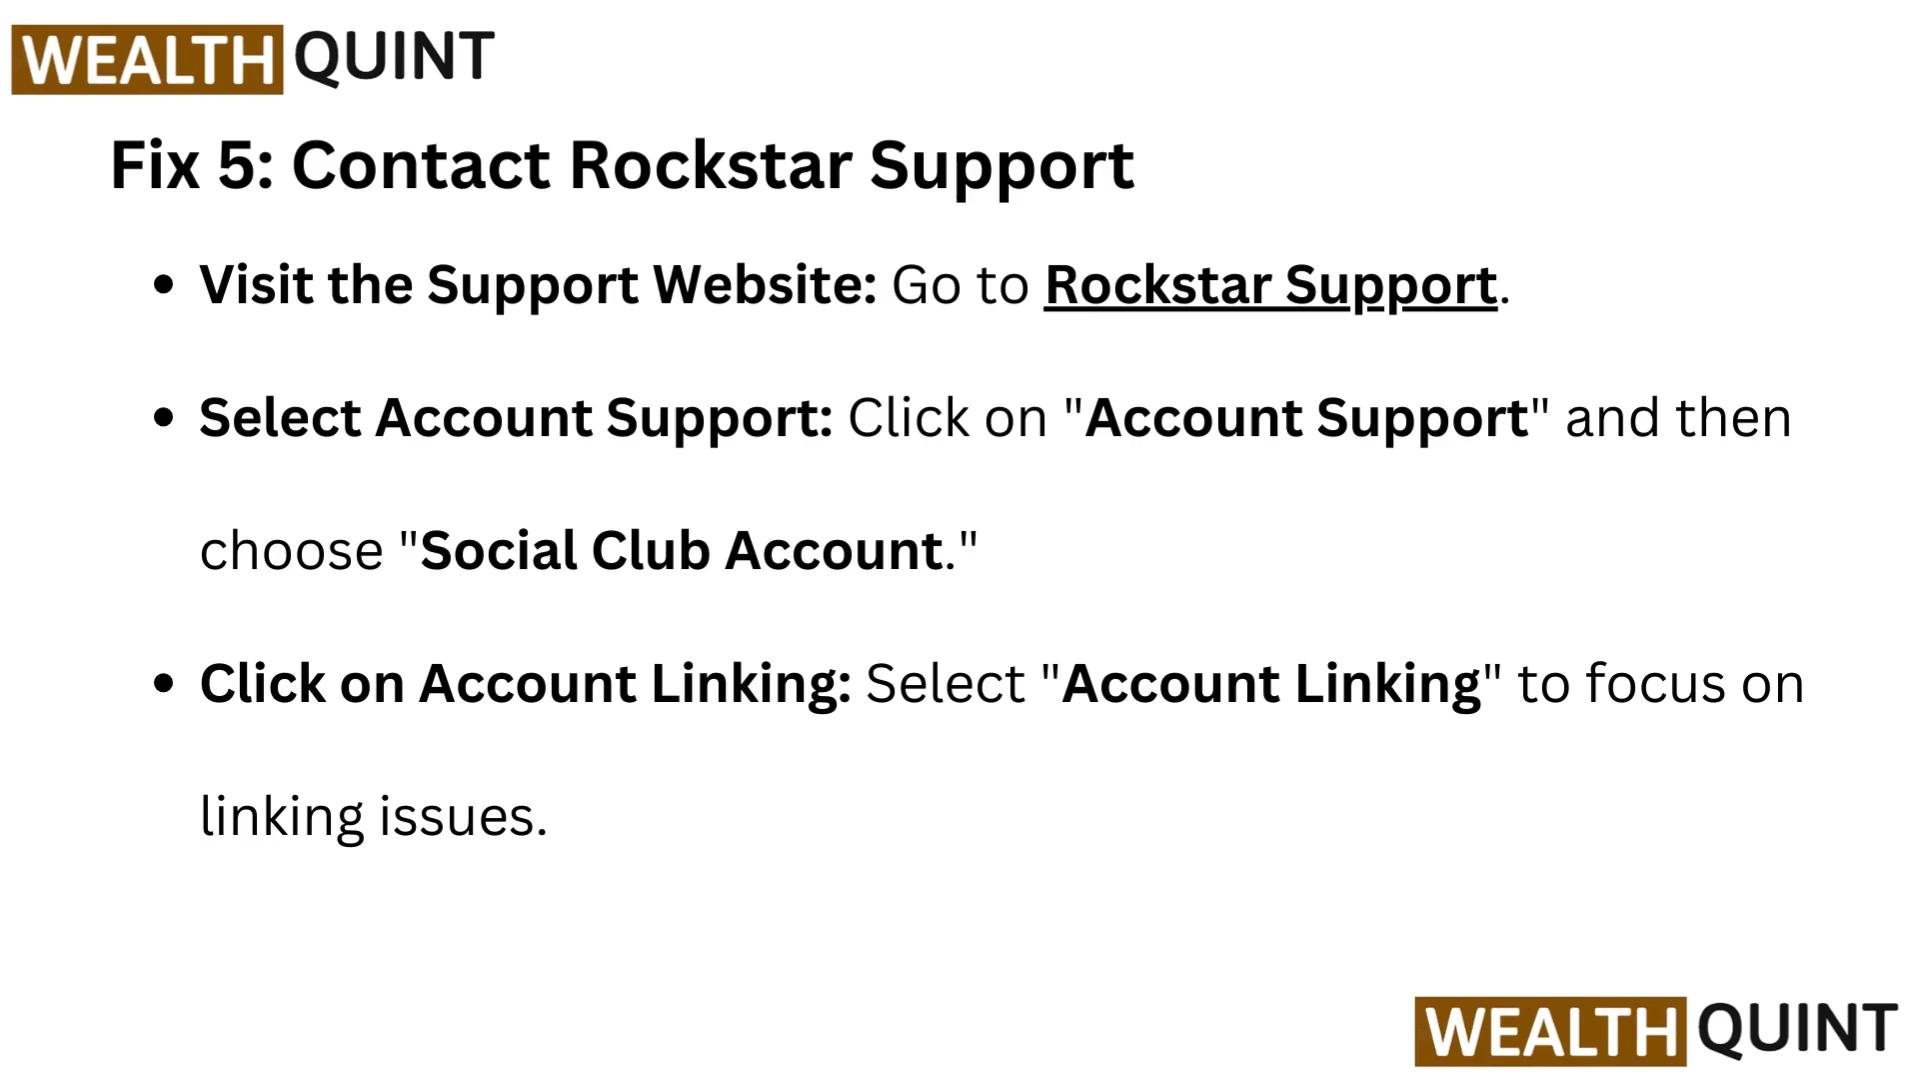 WEALTH QUINT
Fix 5: Contact Rockstar Support
• Visit the Support Website: Go to Rockstar Support.
• Select Account Support: Click on "Account Support" and then
choose "Social Club Account."
• Click on Account Linking: Select "Account Linking" to focus on
linking issues.
WEALTH QUINT